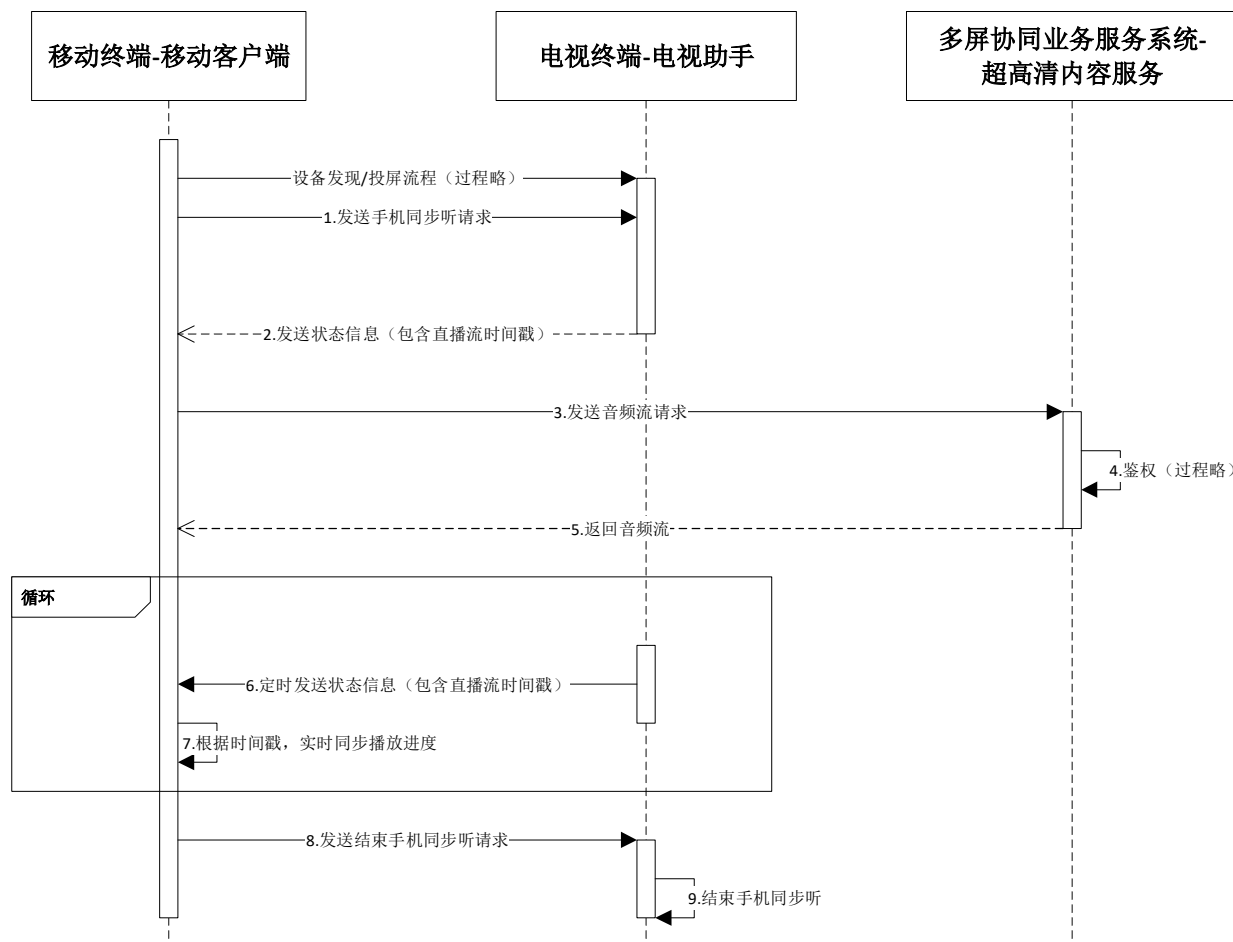 移动终端-移动客户端
电视终端-电视助手
多屏协同业务服务系统-
超高清内容服务
设备发现/投屏流程（过程略）
1.发送手机同步听请求
2.发送状态信息（包含直播流时间戳）
3.发送音频流请求
4.鉴权（过程略）
5.返回音频流
循环
6.定时发送状态信息（包含直播流时间戳）
7.根据时间戳，实时同步播放进度
8.发送结束手机同步听请求
9.结束手机同步听